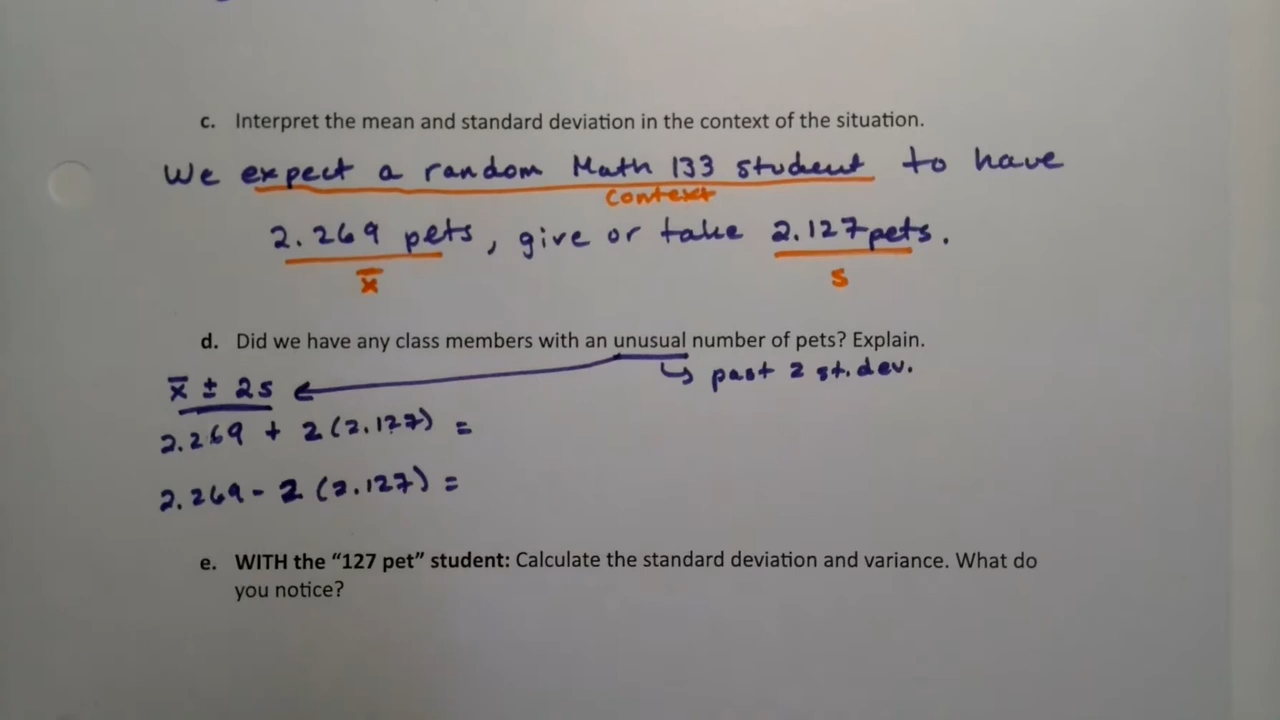 c. Interpret the mean and standard deviation in the context of the situation.
We expect a random Math 133 student to have
context
2.269 pets, give or take 2.127 pets.
x̅ s
d. Did we have any class members with an unusual number of pets? Explain.
x̅ ± 2s past 2 st. dev.
2.269 + 2(2.127) =
2.269 - 2(2.127) =
e. WITH the “127 pet” student: Calculate the standard deviation and variance. What do
you notice?